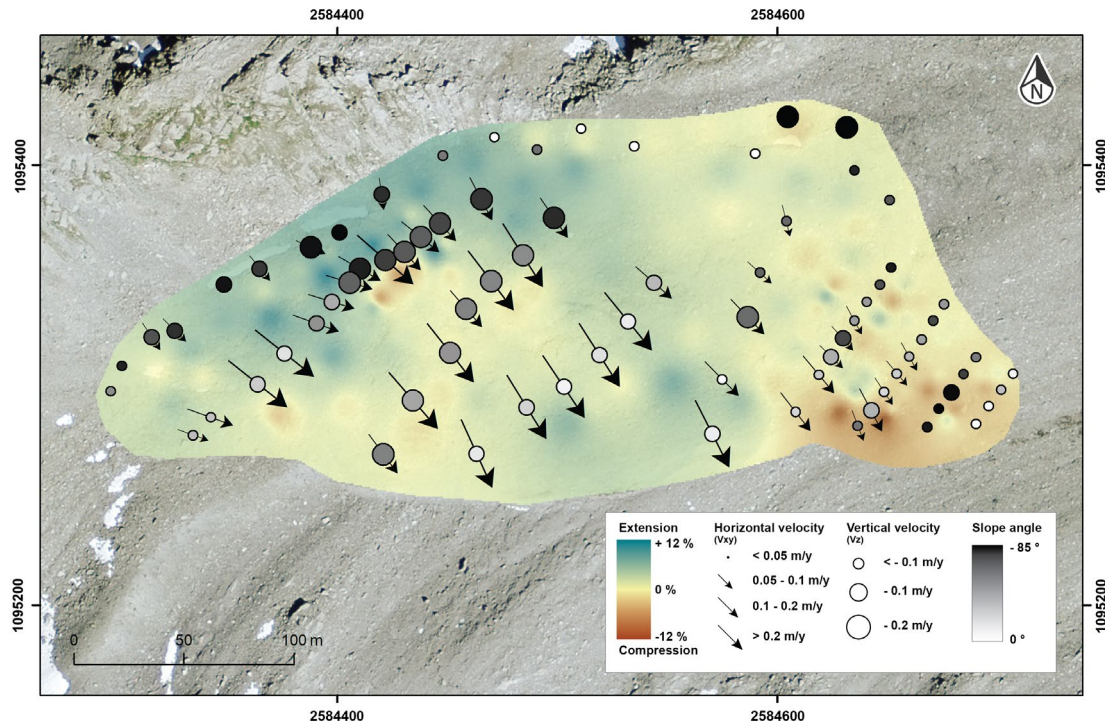 2584400 2584600
N
1095400 1095400
Extension Horizontal velocity Vertical velocity Slope angle
(Vxy) (Vz)
+ 12 % < 0.05 m/y < - 0.1 m/y - 85 °
0.05 - 0.1 m/y
0 % 0.1 - 0.2 m/y - 0.1 m/y
- 0.2 m/y
-12 % > 0.2 m/y 0 °
Compression
1095200 1095200
0 50 100 m
2584400 2584600